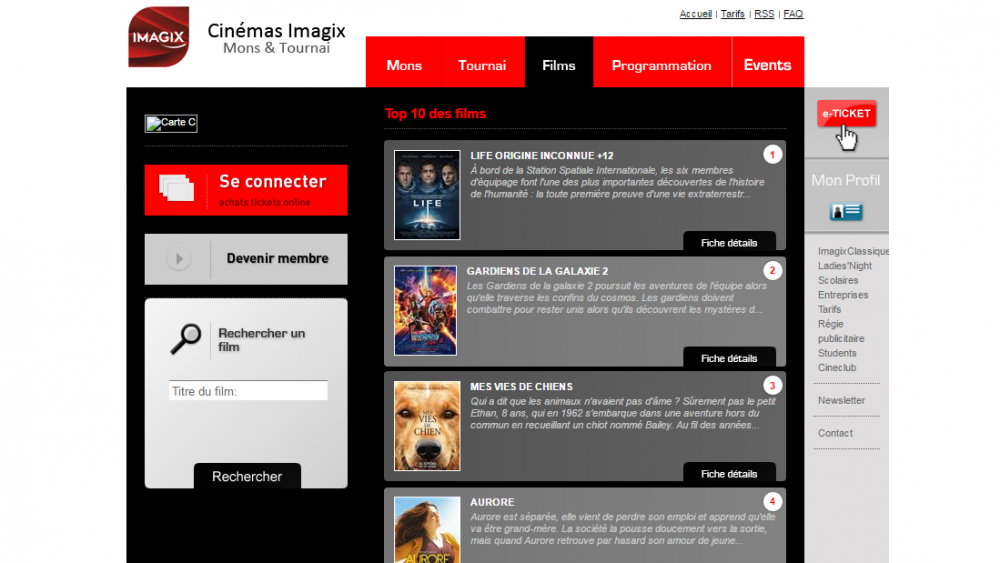 IMAGIX
Cinémas Imagix
Mons & Tournai
Accueil | Tarifs | RSS | FAQ
Mons
Tournai
Films
Programmation
Events
Carte C
Se connecter
achats tickets online
Devenir membre
Rechercher un
film
Titre du film:
Rechercher
Top 10 des films
LIFE ORIGINE INCONNUE +12
1
À bord de la Station Spatiale Internationale, les six membres
d'équipage font l'une des plus importantes découvertes de l'histoire
de l'humanité : la toute première preuve d'une vie extraterrestr...
LIFE
Fiche détails
GARDIENS DE LA GALAXIE 2
2
Les Gardiens de la galaxie 2 poursuit les aventures de l'équipe alors
qu'elle traverse les confins du cosmos. Les gardiens doivent
combattre pour rester unis alors qu'ils découvrent les mystères d...
Fiche détails
MES VIES DE CHIENS
3
Qui a dit que les animaux n'avaient pas d'âme ? Sûrement pas le petit
Ethan, 8 ans, qui en 1962 s'embarque dans une aventure hors du
commun en recueillant un chiot nommé Bailey. Au fil des années...
MES
VIES DE
CHIEN
Fiche détails
AURORE
4
Aurore est séparée, elle vient de perdre son emploi et apprend qu'elle
va être grand-mère. La société la pousse doucement vers la sortie,
mais quand Aurore retrouve par hasard son amour de jeune...
AURORE
e-TICKET
Mon Profil
ImagixClassique
Ladies'Night
Scolaires
Entreprises
Tarifs
Régie
publicitaire
Students
Cineclub
Newsletter
Contact